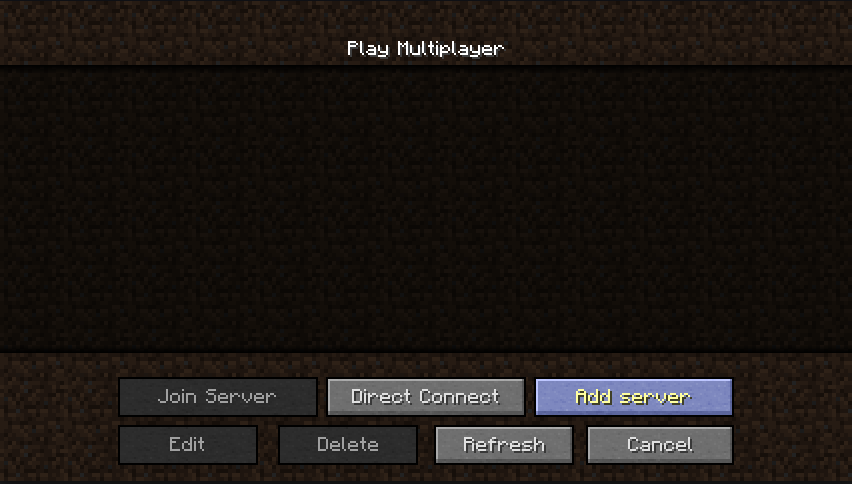 Play Multiplayer
Join Server
Direct Connect
Add server
Edit
Delete
Refresh
Cancel